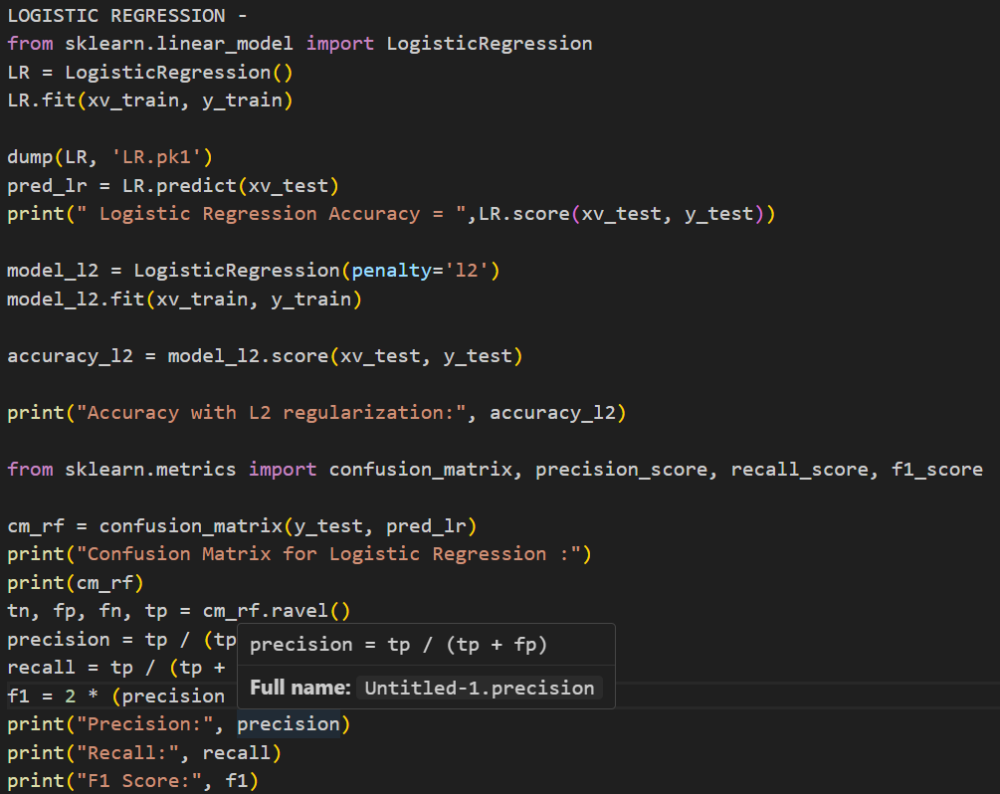 LOGISTIC REGRESSION -
from sklearn.linear_model import LogisticRegression
LR = LogisticRegression()
LR.fit(xv_train, y_train)
dump(LR, 'LR.pk1')
pred_lr = LR.predict(xv_test)
print(" Logistic Regression Accuracy = ",LR.score(xv_test, y_test))
model_l2 = LogisticRegression(penalty='l2')
model_l2.fit(xv_train, y_train)
accuracy_l2 = model_l2.score(xv_test, y_test)
print("Accuracy with L2 regularization:", accuracy_l2)
from sklearn.metrics import confusion_matrix, precision_score, recall_score, f1_score
cm_rf = confusion_matrix(y_test, pred_lr)
print("Confusion Matrix for Logistic Regression :")
print(cm_rf)
tn, fp, fn, tp = cm_rf.ravel()
precision = tp / (tp
precision = tp / (tp + fp)
recall = tp / (tp +
Full name: Untitled-1.precision
f1 = 2 * (precision
print("Precision:", precision)
print("Recall:", recall)
print("F1 Score:", f1)